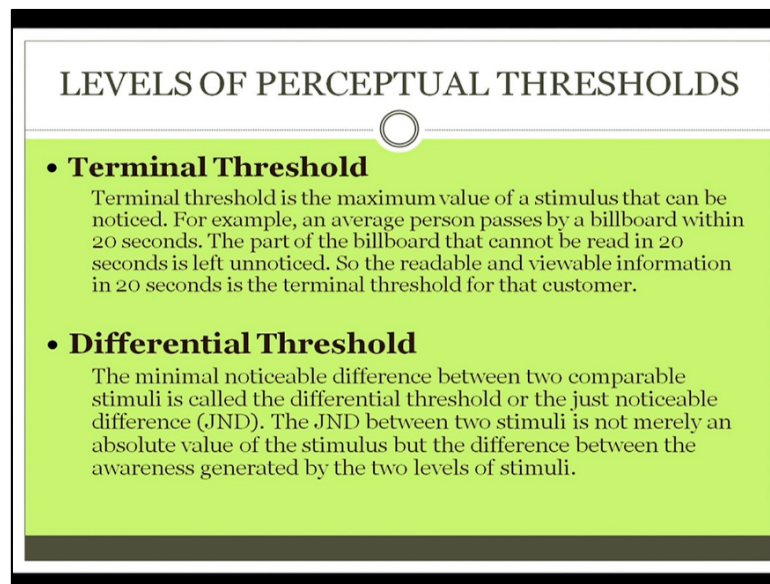 LEVELS OF PERCEPTUAL THRESHOLDS
• Terminal Threshold
Terminal threshold is the maximum value of a stimulus that can be
noticed. For example, an average person passes by a billboard within
20 seconds. The part of the billboard that cannot be read in 20
seconds is left unnoticed. So the readable and viewable information
in 20 seconds is the terminal threshold for that customer.
• Differential Threshold
The minimal noticeable difference between two comparable
stimuli is called the differential threshold or the just noticeable
difference (JND). The JND between two stimuli is not merely an
absolute value of the stimulus but the difference between the
awareness generated by the two levels of stimuli.